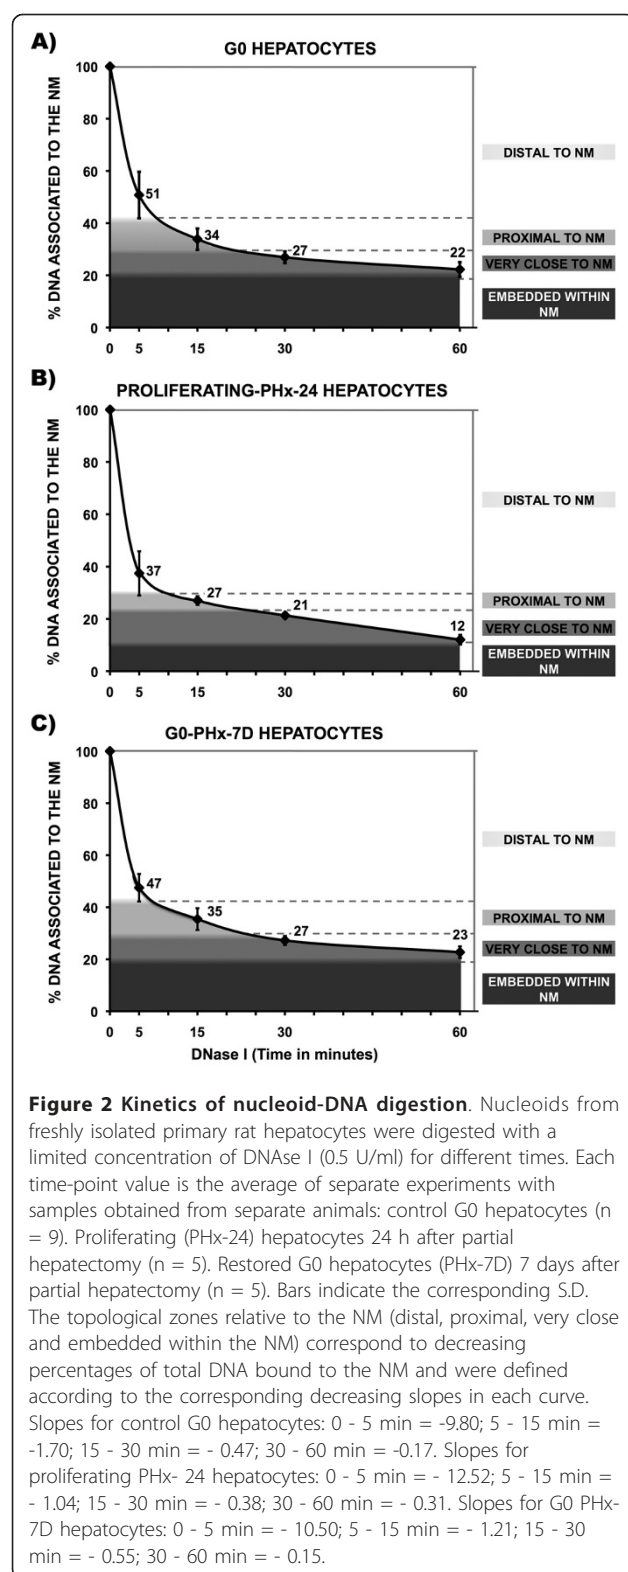 A)
G0 HEPATOCYTES
% DNA ASSOCIATED TO THE NM
100
80
60
40
20
0
51
34
27
22
0 5 15 30 60
DISTAL TO NM
PROXIMAL TO NM
VERY CLOSE TO NM
EMBEDDED WITHIN
NM
B)
PROLIFERATING-PHx-24 HEPATOCYTES
% DNA ASSOCIATED TO THE NM
100
80
60
40
20
0
37
27
21
12
0 5 15 30 60
DISTAL TO NM
PROXIMAL TO NM
VERY CLOSE TO NM
EMBEDDED WITHIN
NM
C)
G0-PHx-7D HEPATOCYTES
% DNA ASSOCIATED TO THE NM
100
80
60
40
20
0
47
35
27
23
0 5 15 30 60
DNase I (Time in minutes)
DISTAL TO NM
PROXIMAL TO NM
VERY CLOSE TO NM
EMBEDDED WITHIN
NM
Figure 2 Kinetics of nucleoid-DNA digestion. Nucleoids from
freshly isolated primary rat hepatocytes were digested with a
limited concentration of DNAse I (0.5 U/ml) for different times. Each
time-point value is the average of separate experiments with
samples obtained from separate animals: control G0 hepatocytes (n
= 9). Proliferating (PHx-24) hepatocytes 24 h after partial
hepatectomy (n = 5). Restored G0 hepatocytes (PHx-7D) 7 days after
partial hepatectomy (n = 5). Bars indicate the corresponding S.D.
The topological zones relative to the NM (distal, proximal, very close
and embedded within the NM) correspond to decreasing
percentages of total DNA bound to the NM and were defined
according to the corresponding decreasing slopes in each curve.
Slopes for control G0 hepatocytes: 0 - 5 min = -9.80; 5 - 15 min =
-1.70; 15 - 30 min = - 0.47; 30 - 60 min = -0.17. Slopes for
proliferating PHx- 24 hepatocytes: 0 - 5 min = - 12.52; 5 - 15 min =
- 1.04; 15 - 30 min = - 0.38; 30 - 60 min = - 0.31. Slopes for G0 PHx-
7D hepatocytes: 0 - 5 min = - 10.50; 5 - 15 min = - 1.21; 15 - 30
min = - 0.55; 30 - 60 min = - 0.15.